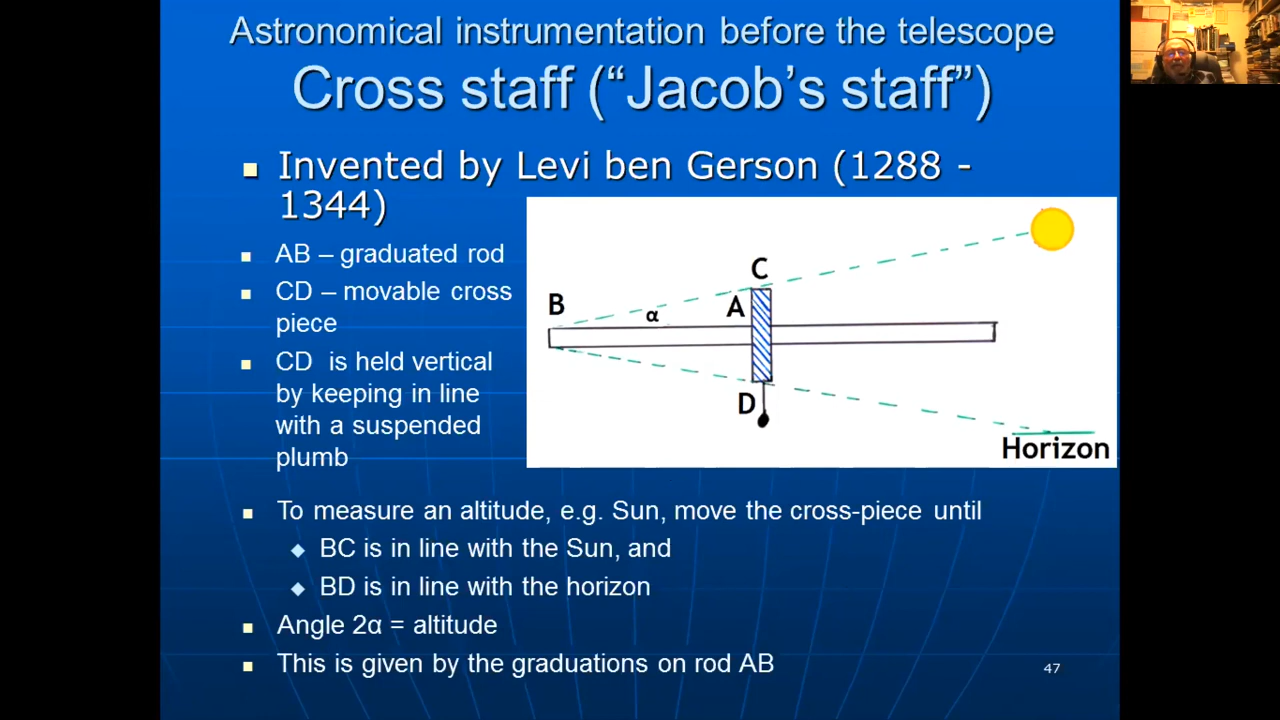 Astronomical instrumentation before the telescope
Cross staff (“Jacob’s staff”)
Invented by Levi ben Gerson (1288 -
1344)
AB – graduated rod
CD – movable cross
piece
CD is held vertical
by keeping in line
with a suspended
plumb
C
B
A
α
D
Horizon
To measure an altitude, e.g. Sun, move the cross-piece until
BC is in line with the Sun, and
BD is in line with the horizon
Angle 2α = altitude
This is given by the graduations on rod AB
47